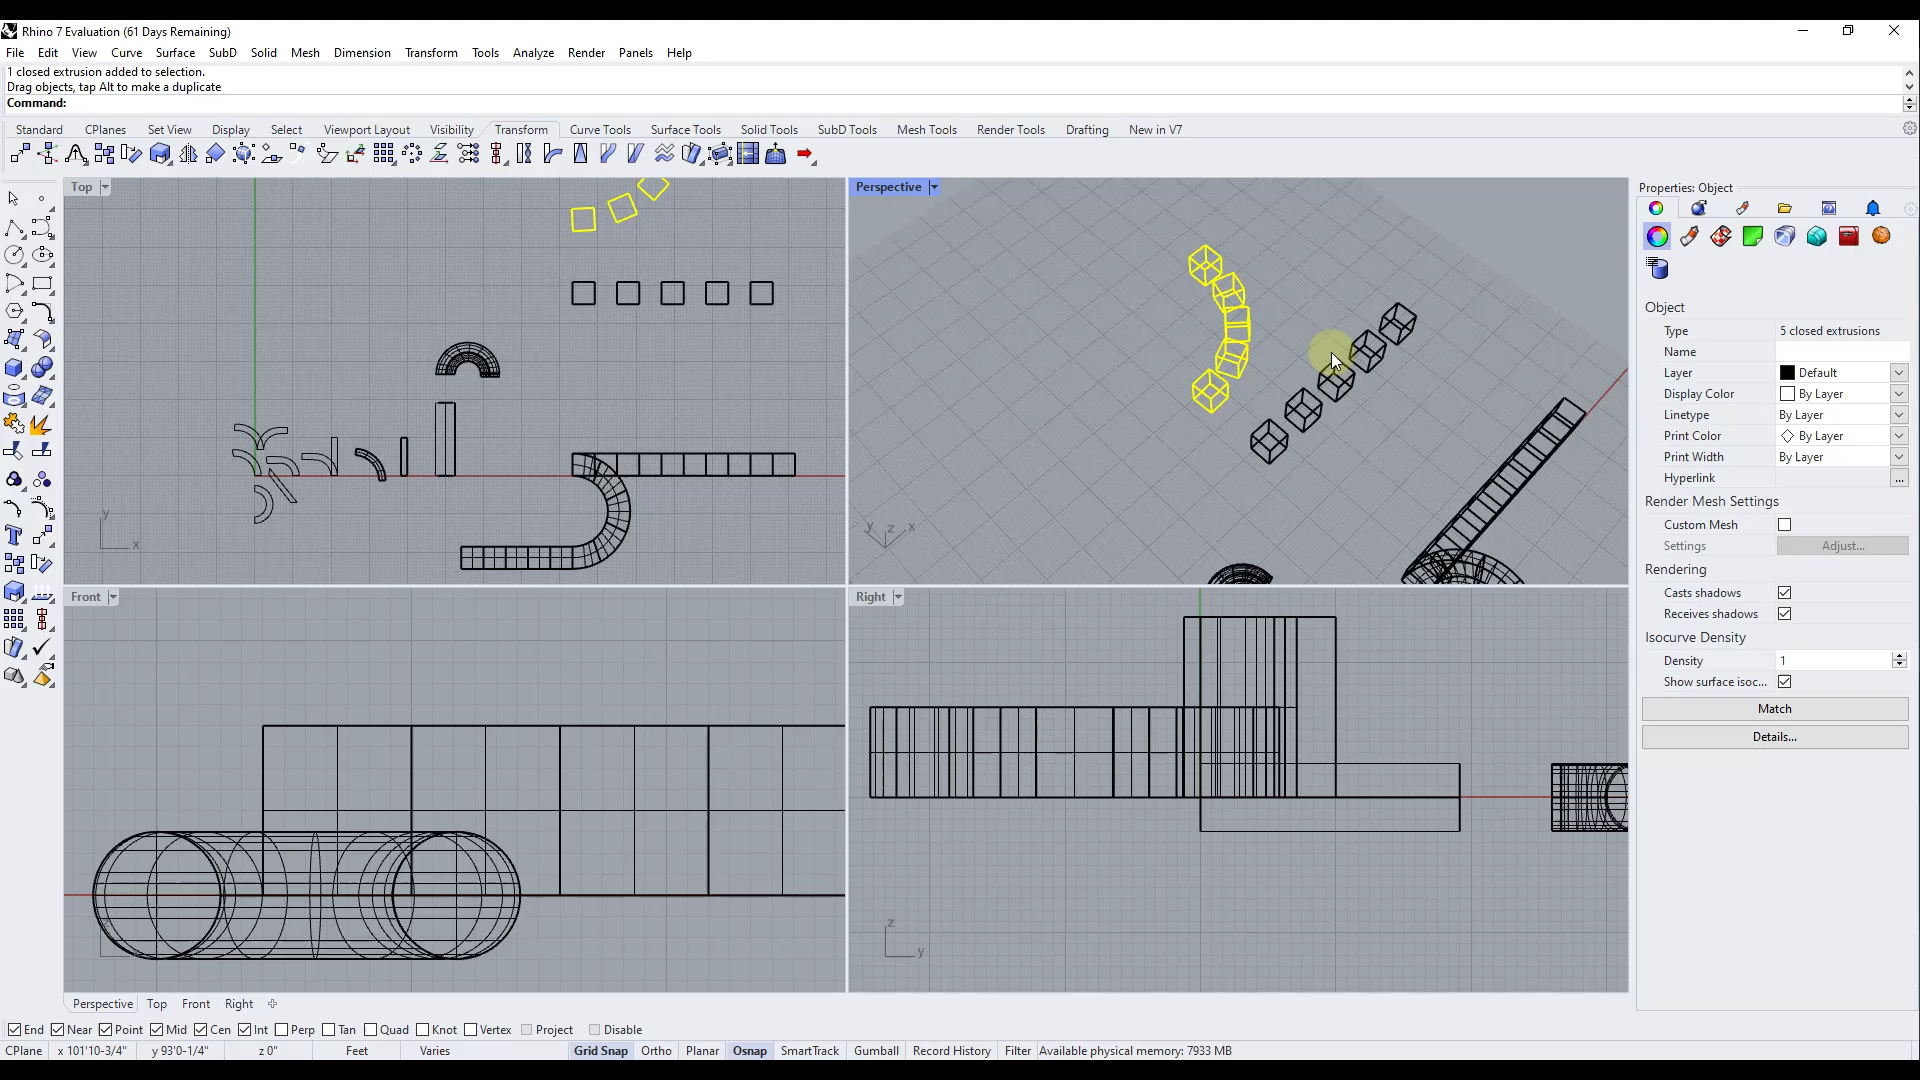 Rhino 7 Evaluation (61 Days Remaining)
File Edit View Curve Surface SubD Solid Mesh Dimension Transform Tools Analyze Render Panels Help
1 closed extrusion added to selection.
Drag objects, tap Alt to make a duplicate
Command:
Standard CPlanes Set View Display Select Viewport Layout Visibility Transform Curve Tools Surface Tools Solid Tools SubD Tools Mesh Tools Render Tools Drafting New in V7
Top
Perspective
Properties: Object
Object
Type 5 closed extrusions
Name
Layer Default
Display Color By Layer
Linetype By Layer
Print Color By Layer
Print Width By Layer
Hyperlink ...
Render Mesh Settings
Custom Mesh
Settings Adjust...
Rendering
Casts shadows
Receives shadows
Isocurve Density
Density 1
Show surface isoc...
Match
Details...
y
x
y z x
Front
Right
z
y
Perspective Top Front Right
End Near Point Mid Cen Int Perp Tan Quad Knot Vertex Project Disable
CPlane x 101'10-3/4" y 93'0-1/4" z 0" Feet Varies Grid Snap Ortho Planar Osnap SmartTrack Gumball Record History Filter Available physical memory: 7933 MB